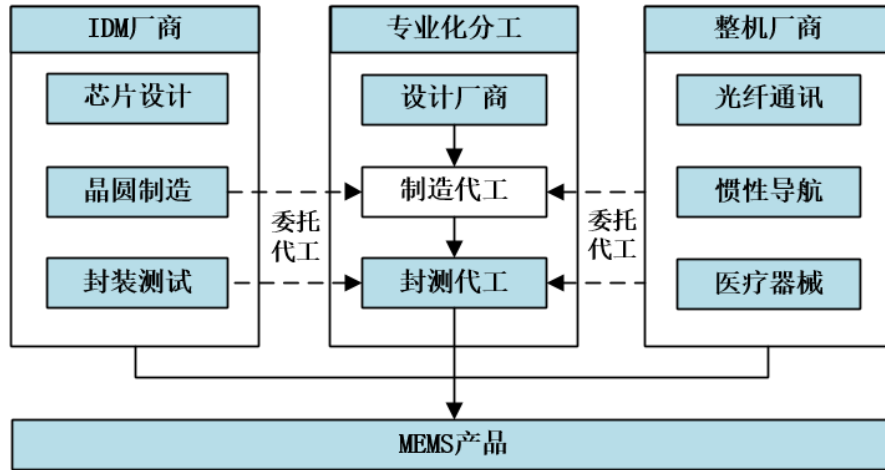 IDM厂商
芯片设计
晶圆制造
封装测试
委托
代工
专业化分工
设计厂商
制造代工
封测代工
委托
代工
整机厂商
光纤通讯
惯性导航
医疗器械
MEMS产品